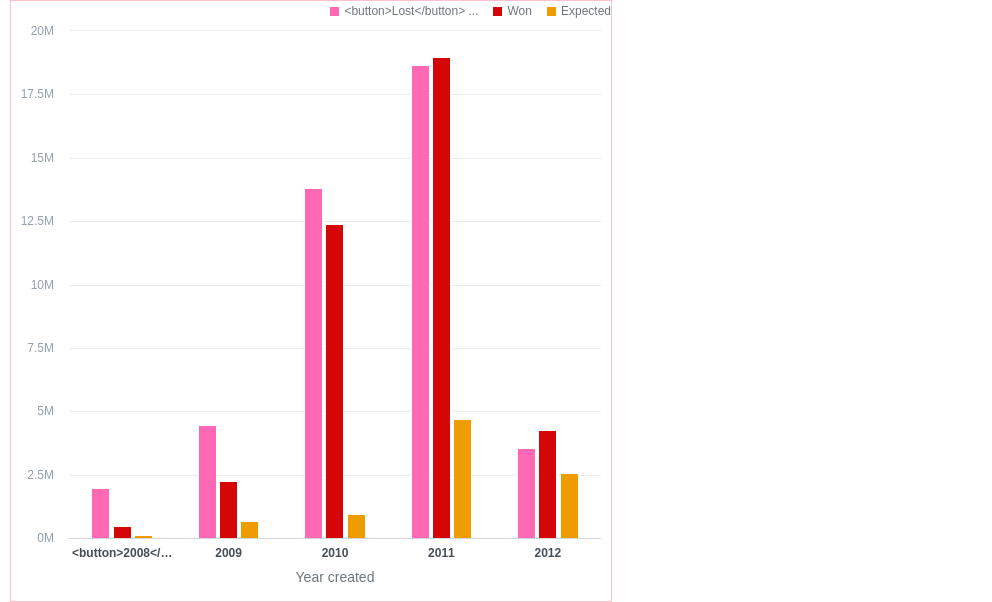 <button>Lost</button> ... Won Expected
20M
17.5M
15M
12.5M
10M
7.5M
5M
2.5M
0M
<button>2008</… 2009 2010 2011 2012
Year created